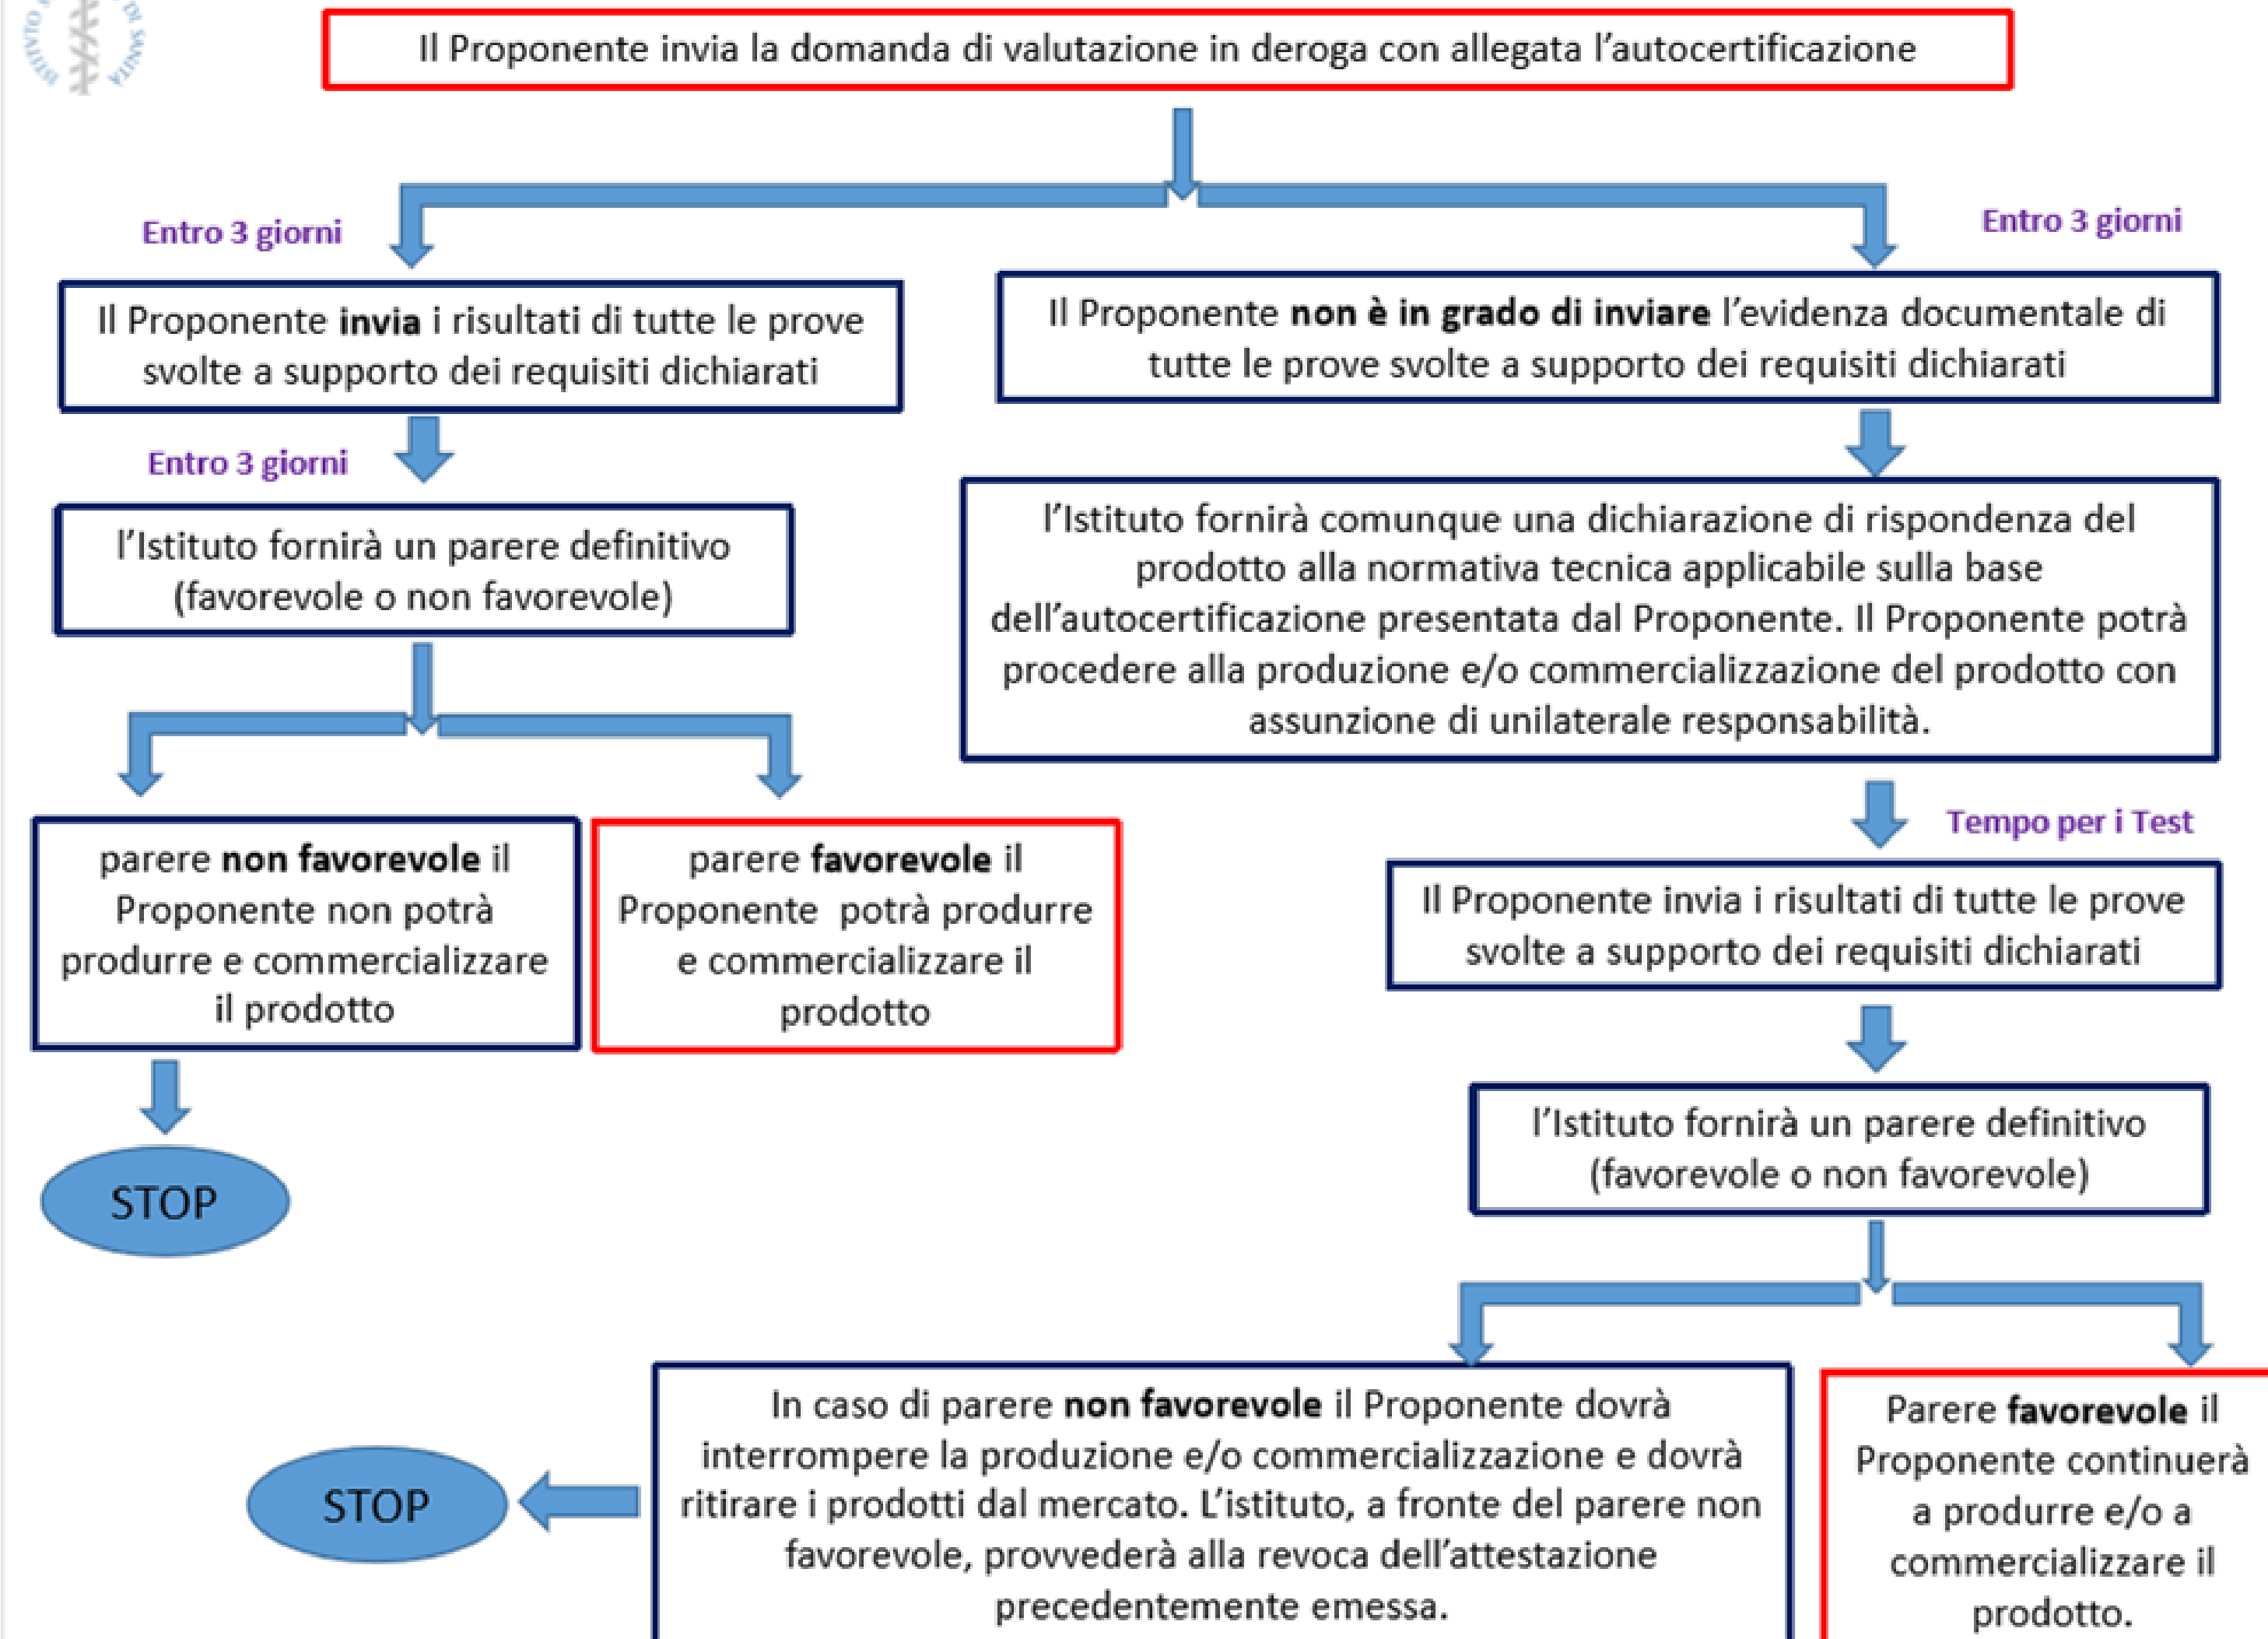 ISTITVTO
DI SANITÀ
Il Proponente invia la domanda di valutazione in deroga con allegata l’autocertificazione
Entro 3 giorni
Entro 3 giorni
Il Proponente invia i risultati di tutte le prove
svolte a supporto dei requisiti dichiarati
Il Proponente non è in grado di inviare l’evidenza documentale di
tutte le prove svolte a supporto dei requisiti dichiarati
Entro 3 giorni
l’Istituto fornirà un parere definitivo
(favorevole o non favorevole)
l’Istituto fornirà comunque una dichiarazione di rispondenza del
prodotto alla normativa tecnica applicabile sulla base
dell’autocertificazione presentata dal Proponente. Il Proponente potrà
procedere alla produzione e/o commercializzazione del prodotto con
assunzione di unilaterale responsabilità.
parere non favorevole il
Proponente non potrà
produrre e commercializzare
il prodotto
parere favorevole il
Proponente potrà produrre
e commercializzare il
prodotto
STOP
Tempo per i Test
Il Proponente invia i risultati di tutte le prove
svolte a supporto dei requisiti dichiarati
l’Istituto fornirà un parere definitivo
(favorevole o non favorevole)
In caso di parere non favorevole il Proponente dovrà
interrompere la produzione e/o commercializzazione e dovrà
ritirare i prodotti dal mercato. L’istituto, a fronte del parere non
favorevole, provvederà alla revoca dell’attestazione
precedentemente emessa.
STOP
Parere favorevole il
Proponente continuerà
a produrre e/o a
commercializzare il
prodotto.